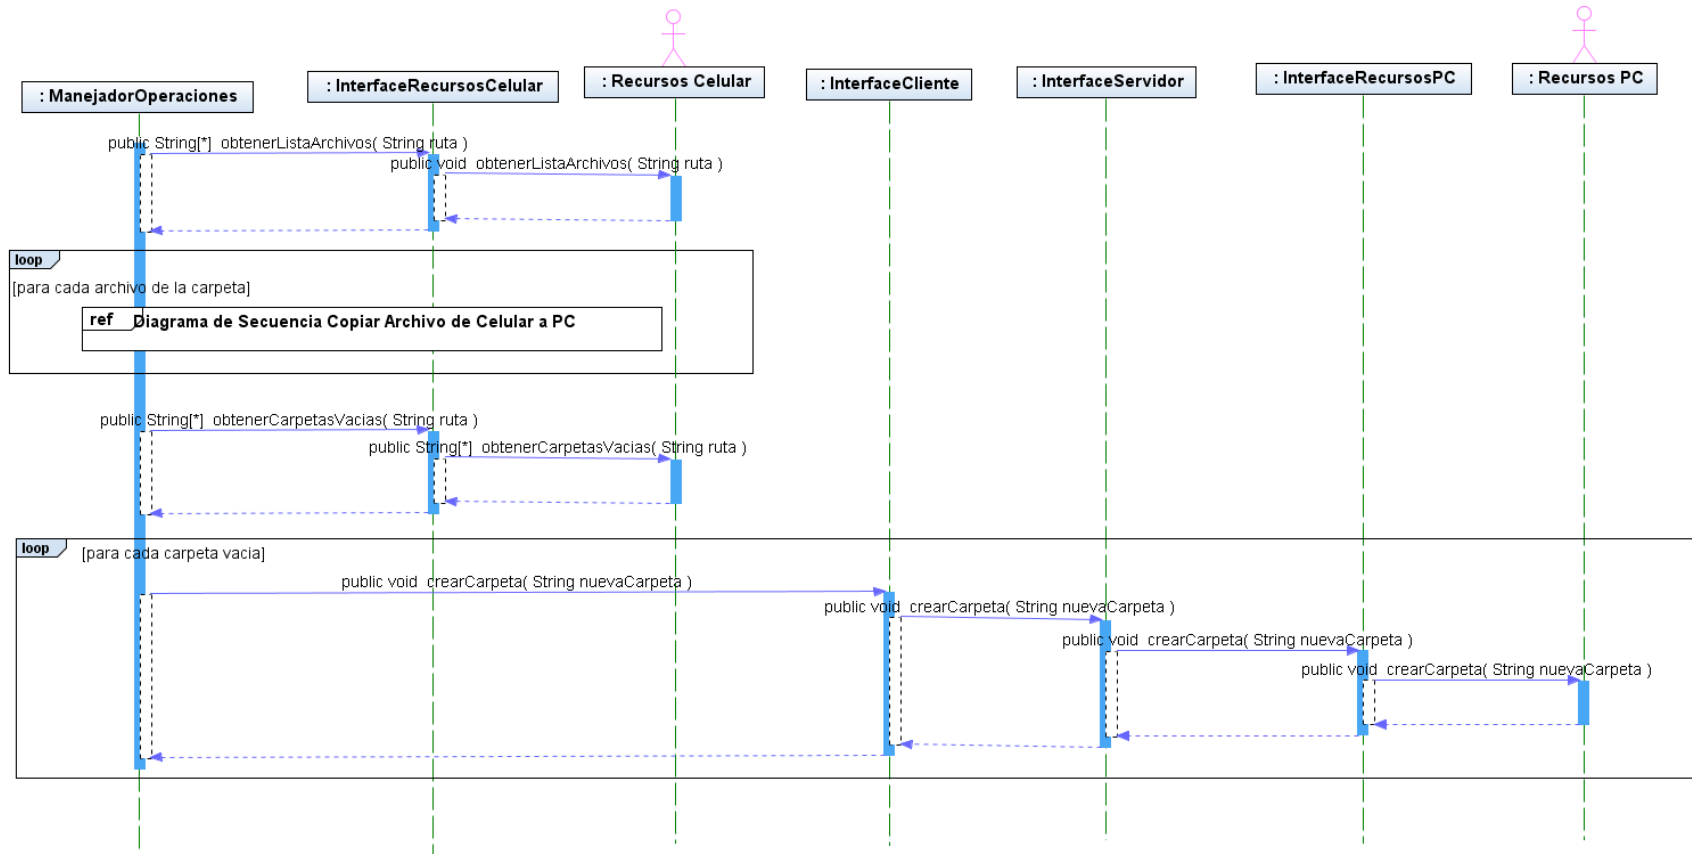 : ManejadorOperaciones
: InterfaceRecursosCelular
: Recursos Celular
: InterfaceCliente
: InterfaceServidor
: InterfaceRecursosPC
: Recursos PC
public String[*] obtenerListaArchivos( String ruta )
public void obtenerListaArchivos( String ruta )
loop
[para cada archivo de la carpeta]
ref Diagrama de Secuencia Copiar Archivo de Celular a PC
public String[*] obtenerCarpetasVacias( String ruta )
public String[*] obtenerCarpetasVacias( String ruta )
loop [para cada carpeta vacia]
public void crearCarpeta( String nuevaCarpeta )
public void crearCarpeta( String nuevaCarpeta )
public void crearCarpeta( String nuevaCarpeta )
public void crearCarpeta( String nuevaCarpeta )